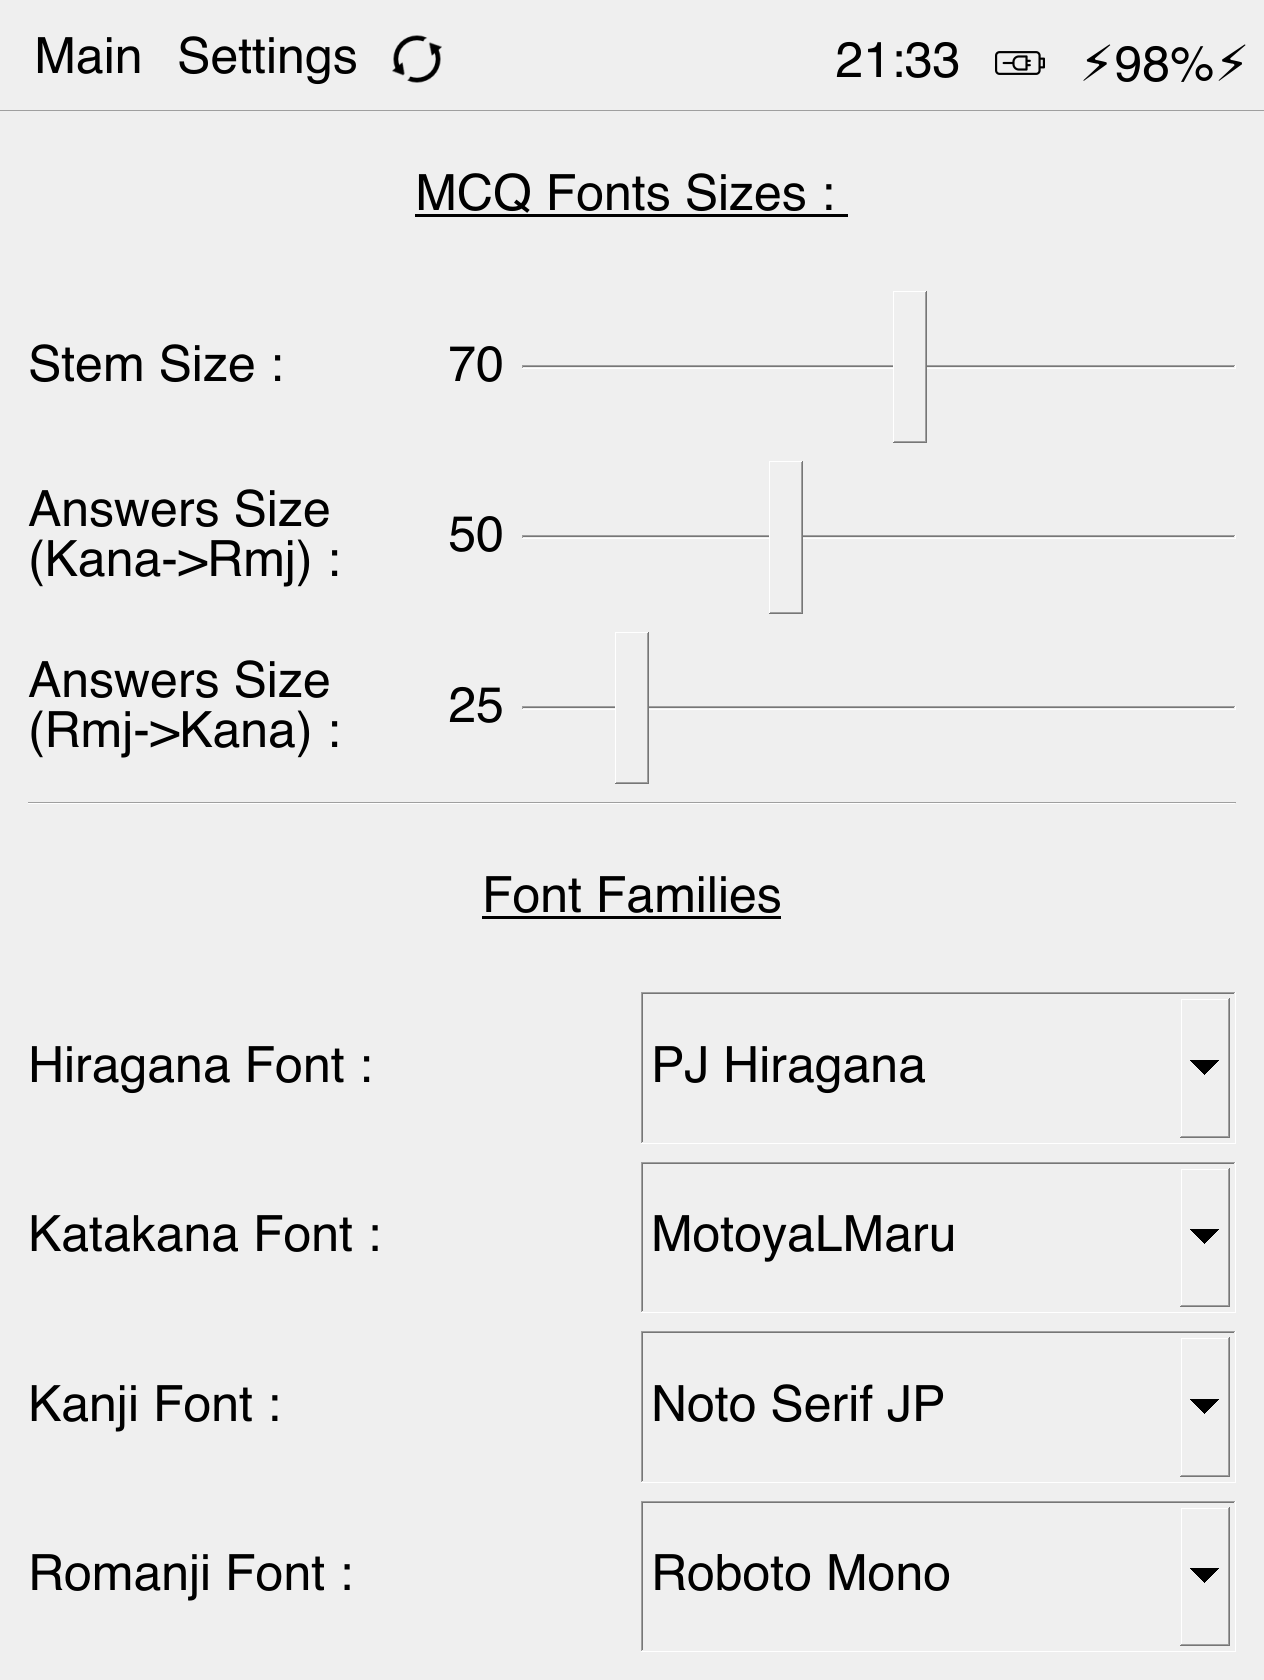 Main Settings 21:33 ⚡98%⚡
MCQ Fonts Sizes :
Stem Size : 70
Answers Size
(Kana->Rmj) : 50
Answers Size
(Rmj->Kana) : 25
Font Families
Hiragana Font : PJ Hiragana
Katakana Font : MotoyaLMaru
Kanji Font : Noto Serif JP
Romanji Font : Roboto Mono